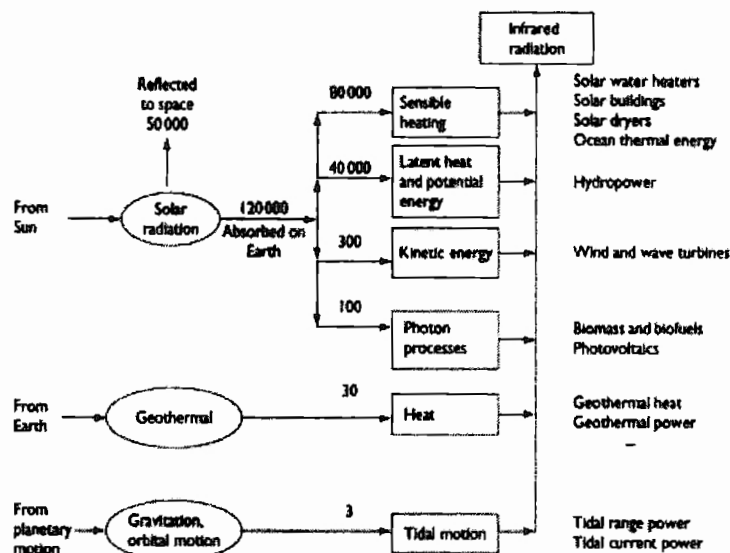 Infrared
radiation
Reflected
to space
50 000
80 000
Sensible
heating
Solar water heaters
Solar buildings
Solar dryers
Ocean thermal energy
40 000
Latent heat
and potential
energy
Hydropower
From
Sun
Solar
radiation
120000
Absorbed on
Earth
300
Kinetic energy
Wind and wave turbines
100
Photon
processes
Biomass and biofuels
Photovoltaics
From
Earth
Geothermal
30
Heat
Geothermal heat
Geothermal power
From
planetary
motion
Gravitation,
orbital motion
3
Tidal motion
Tidal range power
Tidal current power